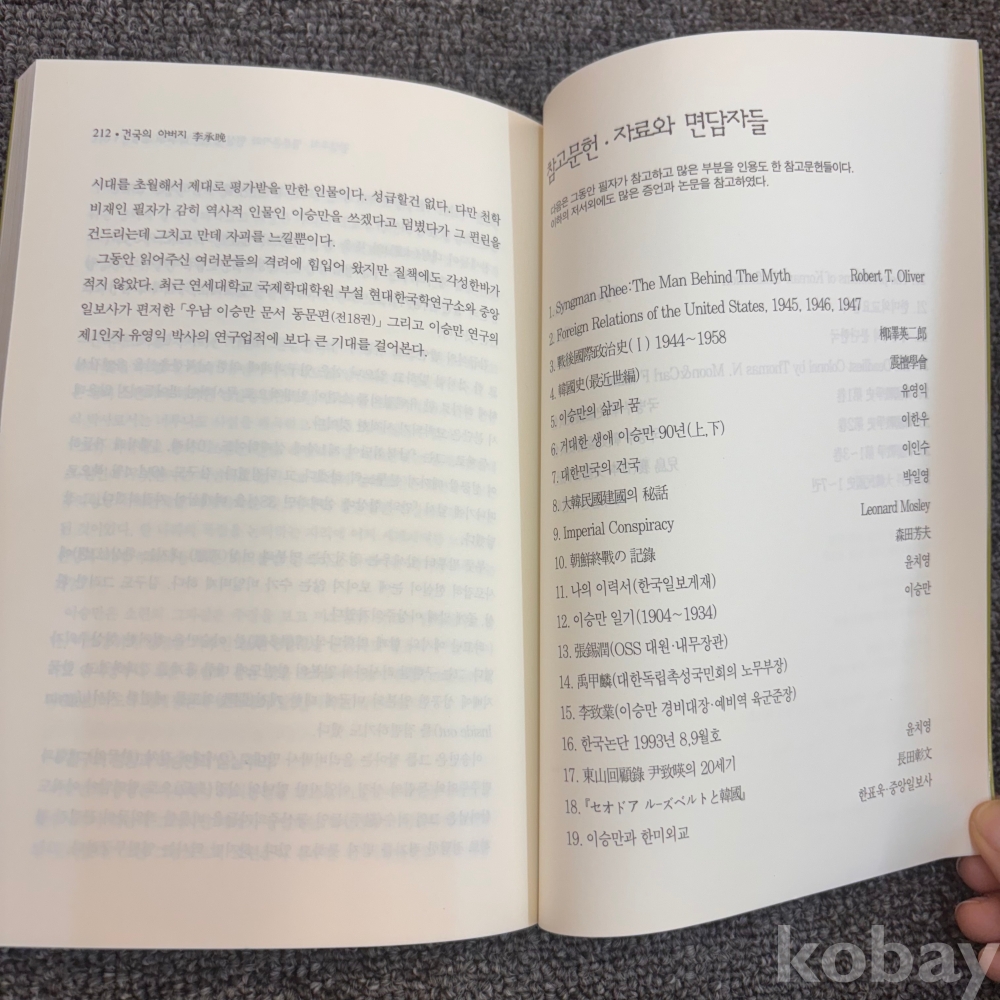 212 • 건국의 아버지 李承晩
시대를 초월해서 제대로 평가받을 만한 인물이다. 성급할건 없다. 다만 천학
비재인 필자가 감히 역사적 인물인 이승만을 쓰겠다고 덤볐다가 그 편린을
건드리는데 그치고 만데 자괴를 느낄뿐이다.
그동안 읽어주신 여러분들의 격려에 힘입어 왔지만 질책에도 각성한바가
적지 않았다. 최근 연세대학교 국제학대학원 부설 현대한국학연구소와 중앙
일보사가 편저한 「우남 이승만 문서 동문편(전18권)」 그리고 이승만 연구의
제1인자 유영익 박사의 연구업적에 보다 큰 기대를 걸어본다.
참고문헌 · 자료와 면담자들
다음은 그동안 필자가 참고하고 많은 부분을 인용도 한 참고문헌들이다.
이하의 저서외에도 많은 증언과 논문을 참고하였다.
1. Syngman Rhee:The Man Behind The Myth Robert T. Oliver
2. Foreign Relations of the United States, 1945, 1946, 1947
3. 戰後國際政治史(Ⅰ) 1944~1958 柳澤英二郎
4. 韓國史(最近世編) 震檀學會
5. 이승만의 삶과 꿈 유영익
6. 거대한 생애 이승만 90년(上,下) 이한우
7. 대한민국의 건국 이인수
8. 大韓民國建國의 秘話 박일영
9. Imperial Conspiracy Leonard Mosley
10. 朝鮮終戰の 記錄 森田芳夫
11. 나의 이력서(한국일보게재) 윤치영
12. 이승만 일기(1904~1934) 이승만
13. 張錫潤(OSS 대원·내무장관)
14. 禹甲麟(대한독립촉성국민회의 노무부장)
15. 李致業(이승만 경비대장·예비역 육군준장)
16. 한국논단 1993년 8,9월호
17. 東山回顧錄 尹致暎의 20세기 윤치영
18. 『セオドア ル―ズベルトと韓國』 長田彰文
19. 이승만과 한미외교 한표욱·중앙일보사
kobay